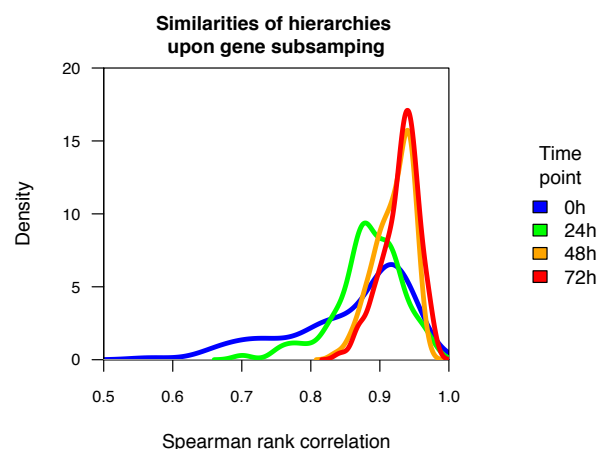 Similarities of hierarchies
upon gene subsamping
Density
20
15
10
5
0
0.5 0.6 0.7 0.8 0.9 1.0
Spearman rank correlation
Time
point
0h
24h
48h
72h